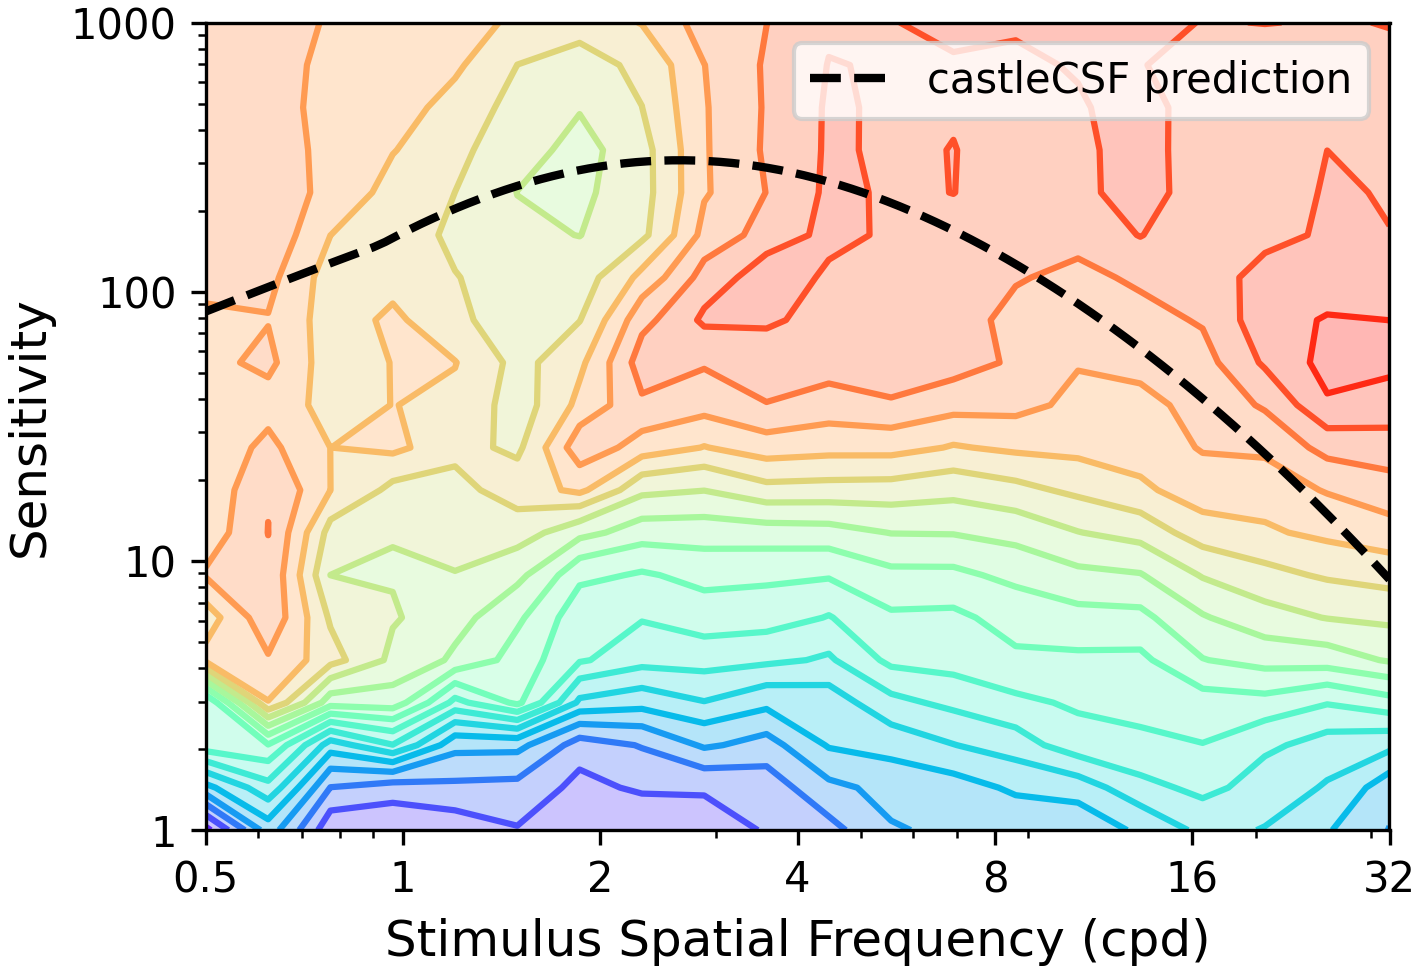 1000
100
10
1
Sensitivity
castleCSF prediction
0.5 1 2 4 8 16 32
Stimulus Spatial Frequency (cpd)